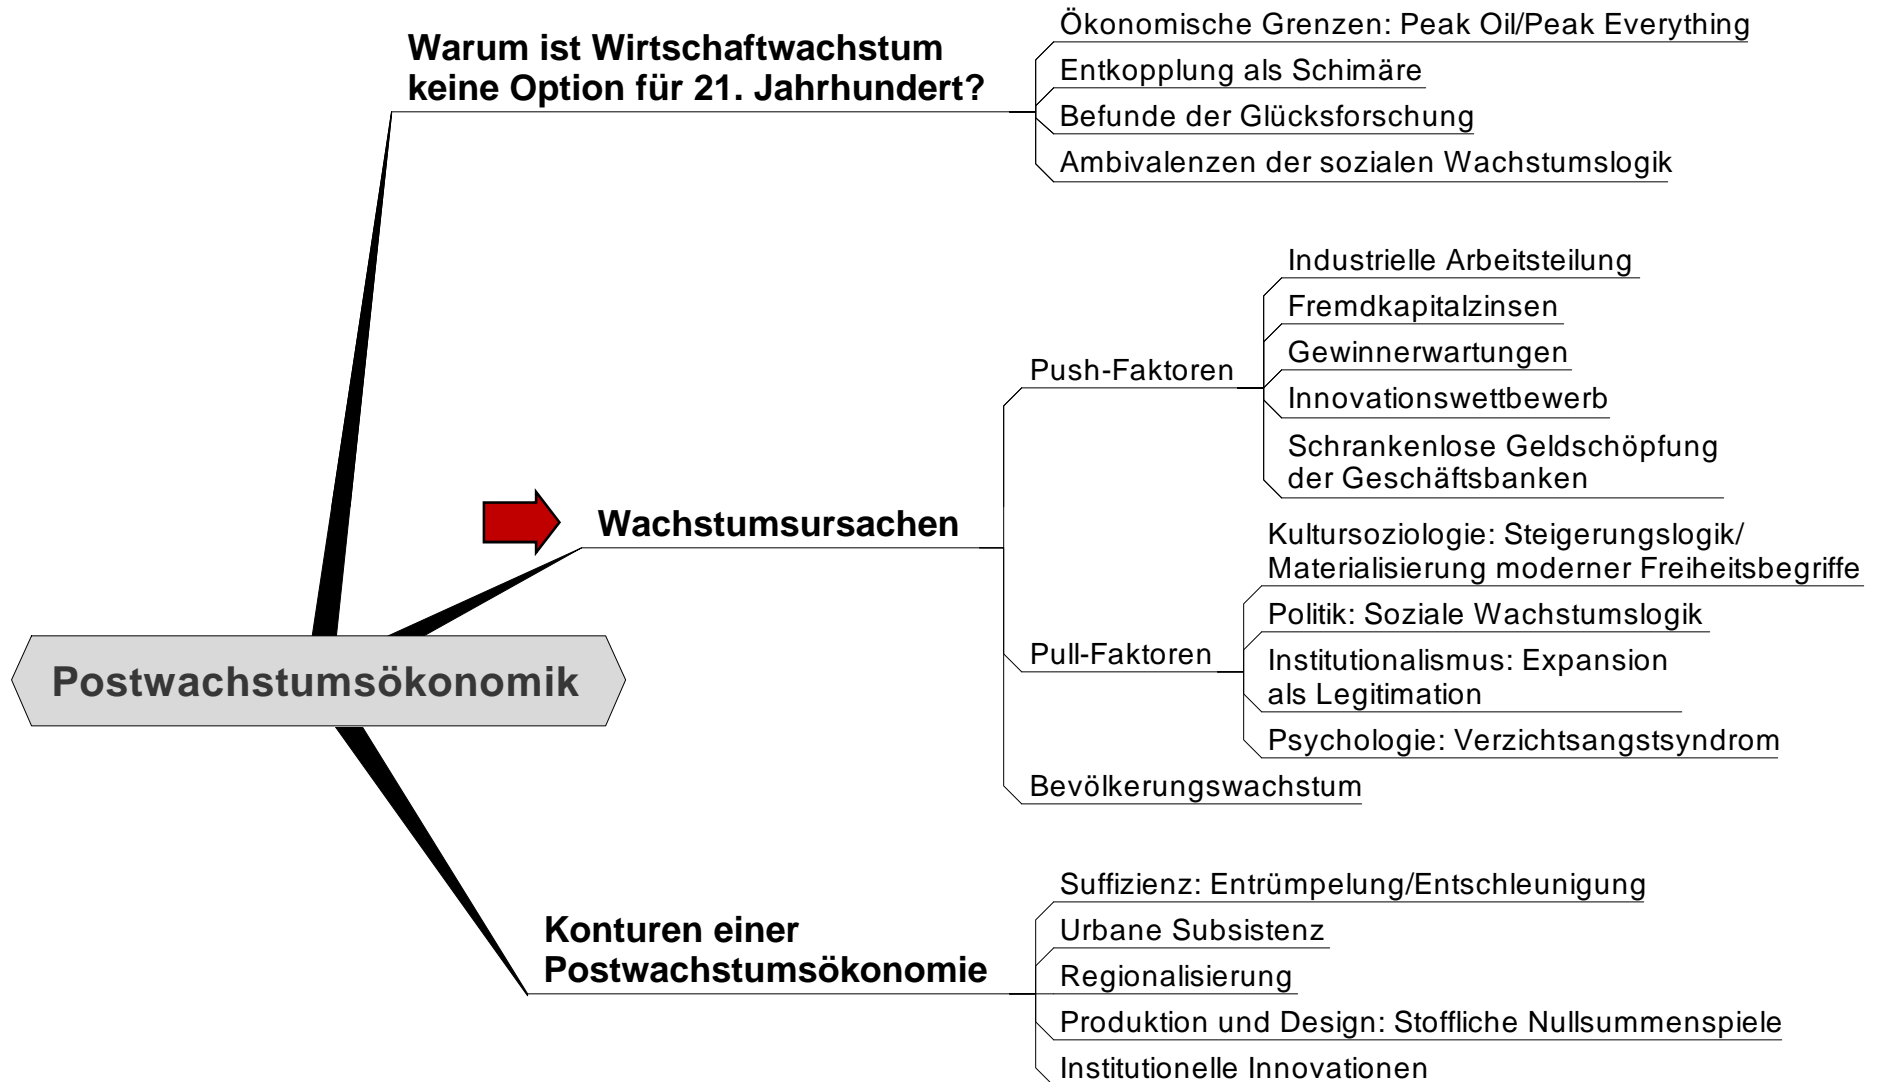 Ökonomische Grenzen: Peak Oil/Peak Everything
Warum ist Wirtschaftwachstum
keine Option für 21. Jahrhundert?
Entkopplung als Schimäre
Befunde der Glücksforschung
Ambivalenzen der sozialen Wachstumslogik
Wachstumsursachen
Push-Faktoren
Industrielle Arbeitsteilung
Fremdkapitalzinsen
Gewinnerwartungen
Innovationswettbewerb
Schrankenlose Geldschöpfung
der Geschäftsbanken
Pull-Faktoren
Kultursoziologie: Steigerungslogik/
Materialisierung moderner Freiheitsbegriffe
Politik: Soziale Wachstumslogik
Institutionalismus: Expansion
als Legitimation
Psychologie: Verzichtsangstsyndrom
Bevölkerungswachstum
Postwachstumsökonomik
Konturen einer
Postwachstumsökonomie
Suffizienz: Entrümpelung/Entschleunigung
Urbane Subsistenz
Regionalisierung
Produktion und Design: Stoffliche Nullsummenspiele
Institutionelle Innovationen